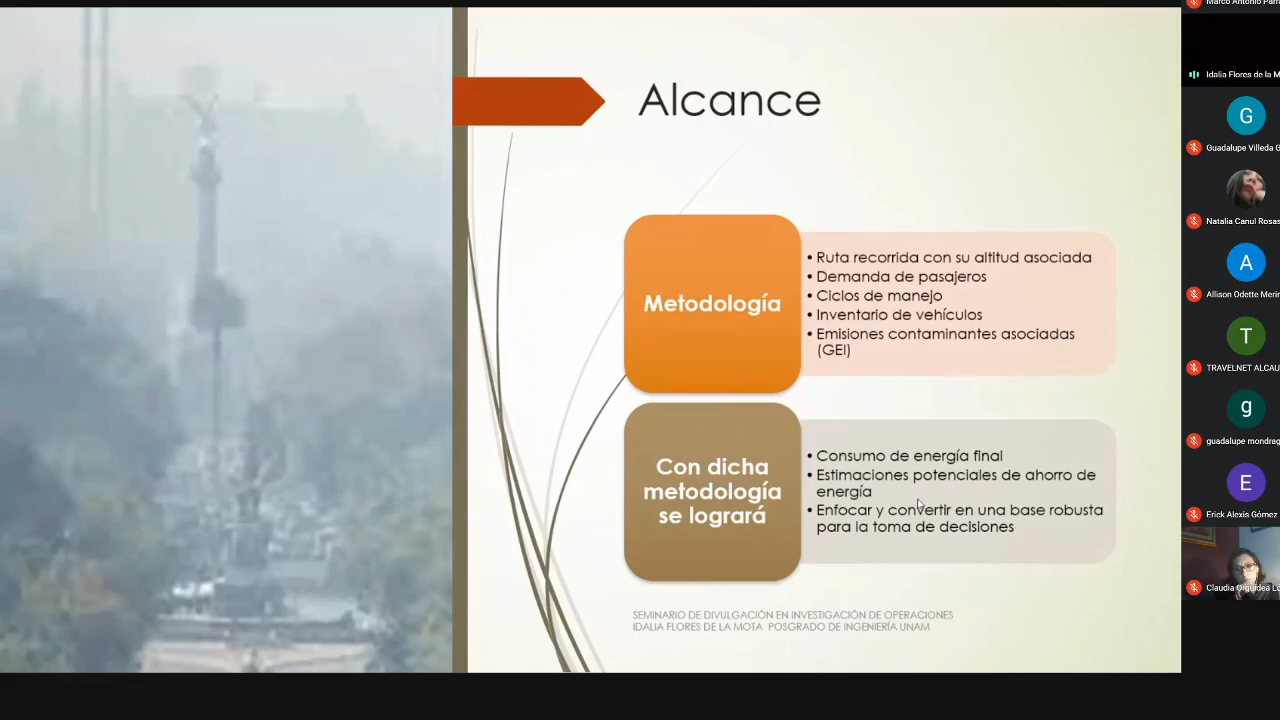 Alcance
Metodología
• Ruta recorrida con su altitud asociada
• Demanda de pasajeros
• Ciclos de manejo
• Inventario de vehículos
• Emisiones contaminantes asociadas
(GEI)
Con dicha
metodología
se logrará
• Consumo de energía final
• Estimaciones potenciales de ahorro de
energía
• Enfocar y convertir en una base robusta
para la toma de decisiones
SEMINARIO DE DIVULGACIÓN EN INVESTIGACIÓN DE OPERACIONES
IDALIA FLORES DE LA MOTA POSGRADO DE INGENIERÍA UNAM
Marco Antonio
Idalia Flores de la M
G
Guadalupe Villeda G
Natalia Canul Rosas
A
Allison Odette
T
TRAVELNET
g
guadalupe
E
Erick Alexis Gómez
Claudia Orquidea